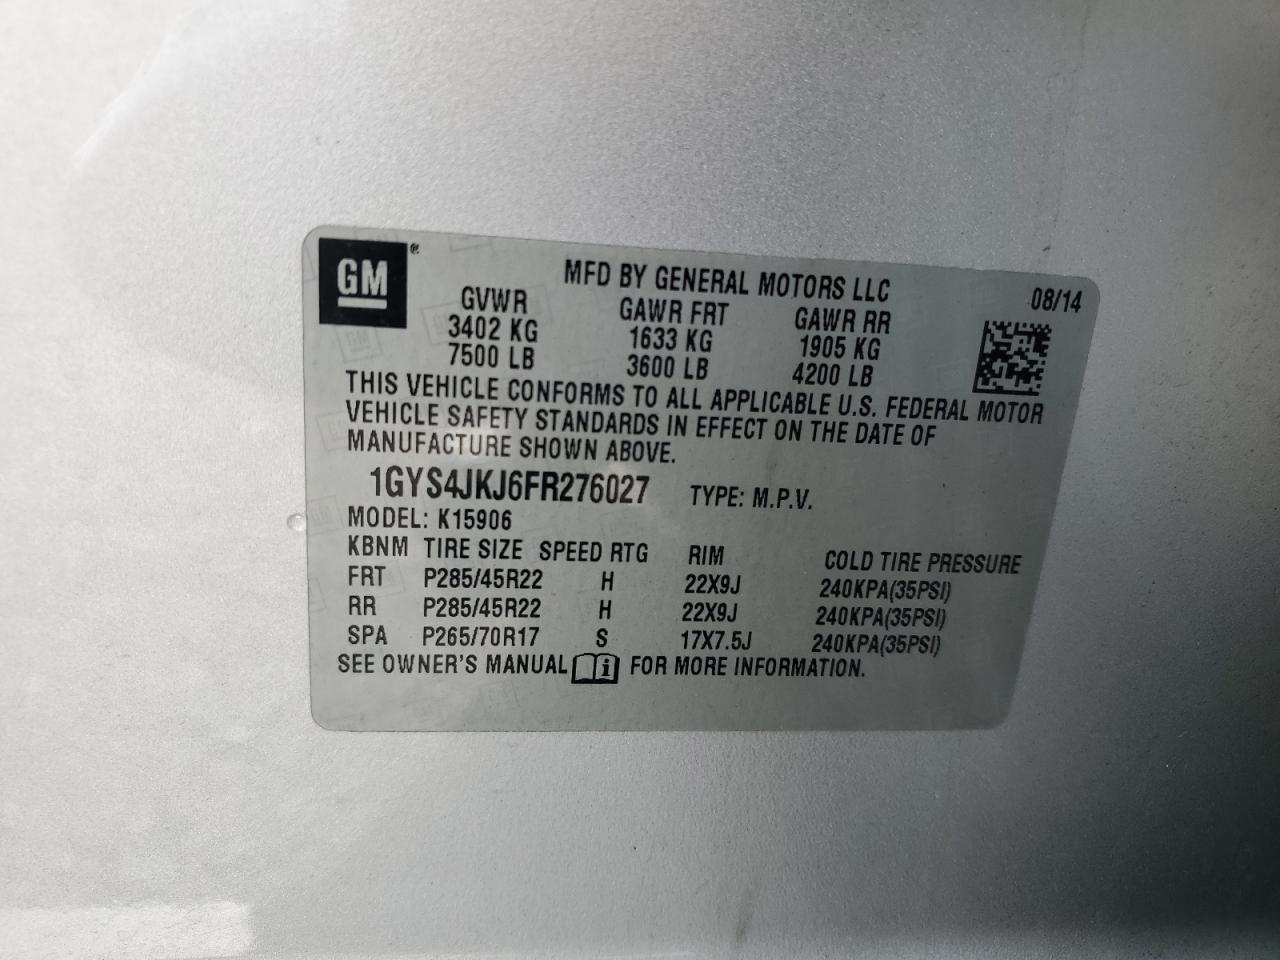 GM ®
MFD BY GENERAL MOTORS LLC 08/14
GVWR GAWR FRT GAWR RR
3402 KG 1633 KG 1905 KG
7500 LB 3600 LB 4200 LB
THIS VEHICLE CONFORMS TO ALL APPLICABLE U.S. FEDERAL MOTOR
VEHICLE SAFETY STANDARDS IN EFFECT ON THE DATE OF
MANUFACTURE SHOWN ABOVE.
1GYS4JKJ6FR276027 TYPE: M.P.V.
MODEL: K15906
KBNM TIRE SIZE SPEED RTG RIM COLD TIRE PRESSURE
FRT P285/45R22 H 22X9J 240KPA(35PSI)
RR P285/45R22 H 22X9J 240KPA(35PSI)
SPA P265/70R17 S 17X7.5J 240KPA(35PSI)
SEE OWNER'S MANUAL i FOR MORE INFORMATION.